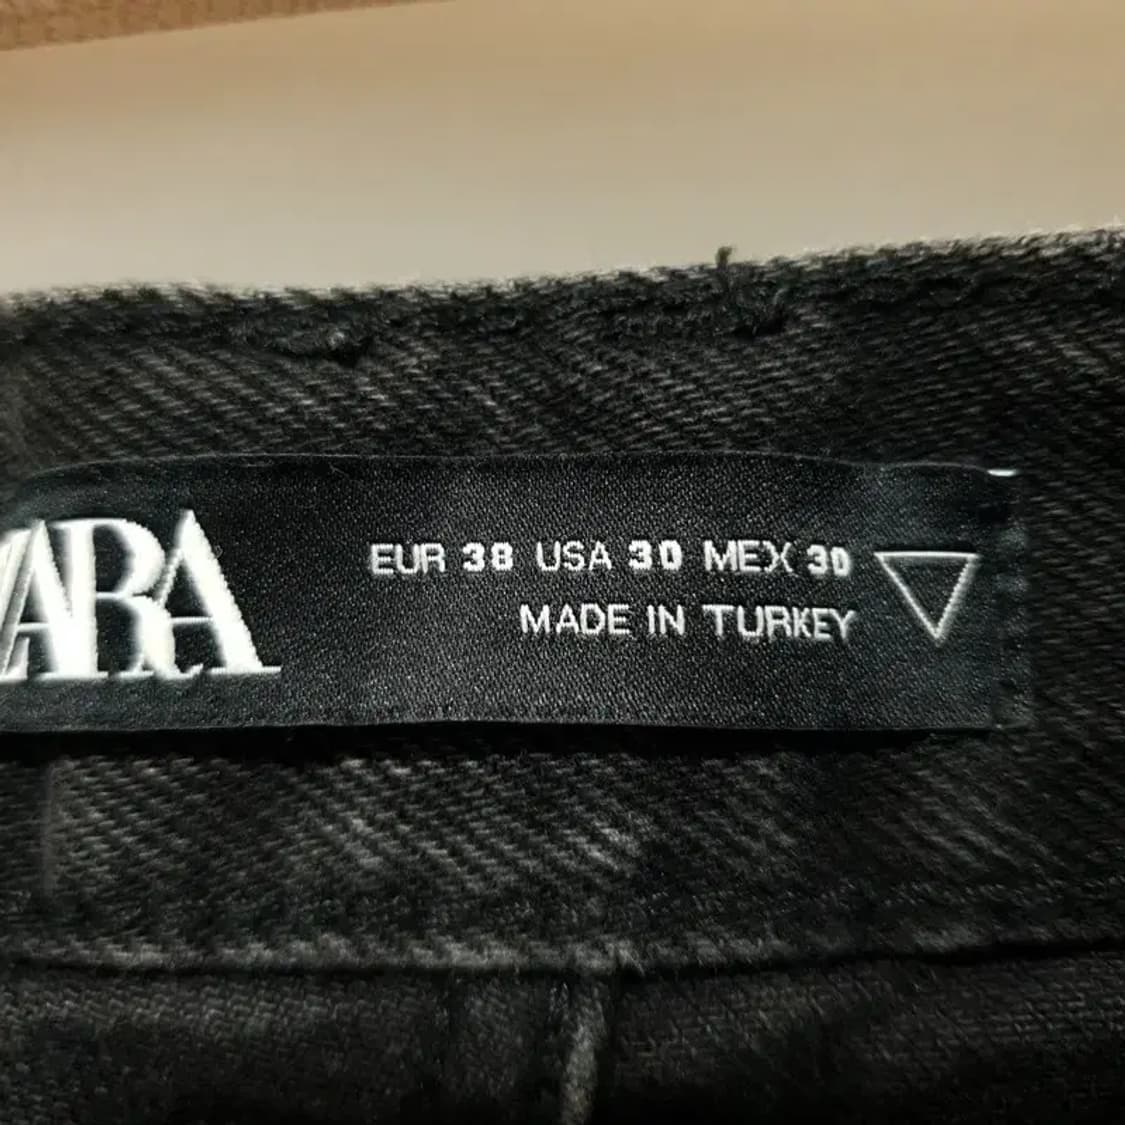 ZARA
EUR 38 USA 30 MEX 30
MADE IN TURKEY